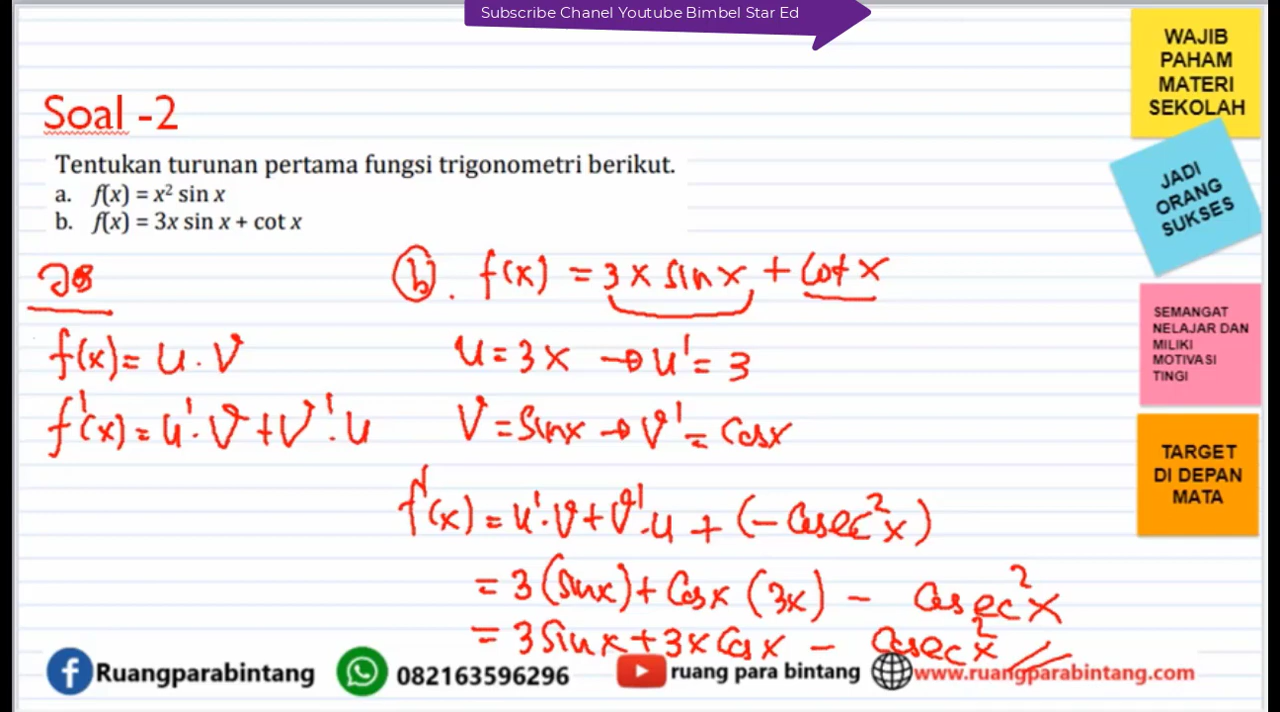 Subscribe Chanel Youtube Bimbel Star Ed
Soal -2
Tentukan turunan pertama fungsi trigonometri berikut.
a. f(x) = x² sin x
b. f(x) = 3x sin x + cot x
f(x) = u . v
f'(x) = u' . v + v' . u
b. f(x) = 3x sin x + cot x
u = 3x → u' = 3
v = sin x → v' = cos x
f'(x) = u' . v + v' . u + (- cosec² x)
= 3 (sin x) + cos x (3x) - cosec² x
= 3 sin x + 3x cos x - cosec² x
WAJIB
PAHAM
MATERI
SEKOLAH
JADI
ORANG
SUKSES
SEMANGAT
NELAJAR DAN
MILIKI
MOTIVASI
TINGI
TARGET
DI DEPAN
MATA
Ruangparabintang
082163596296
ruang para bintang
www.ruangparabintang.com